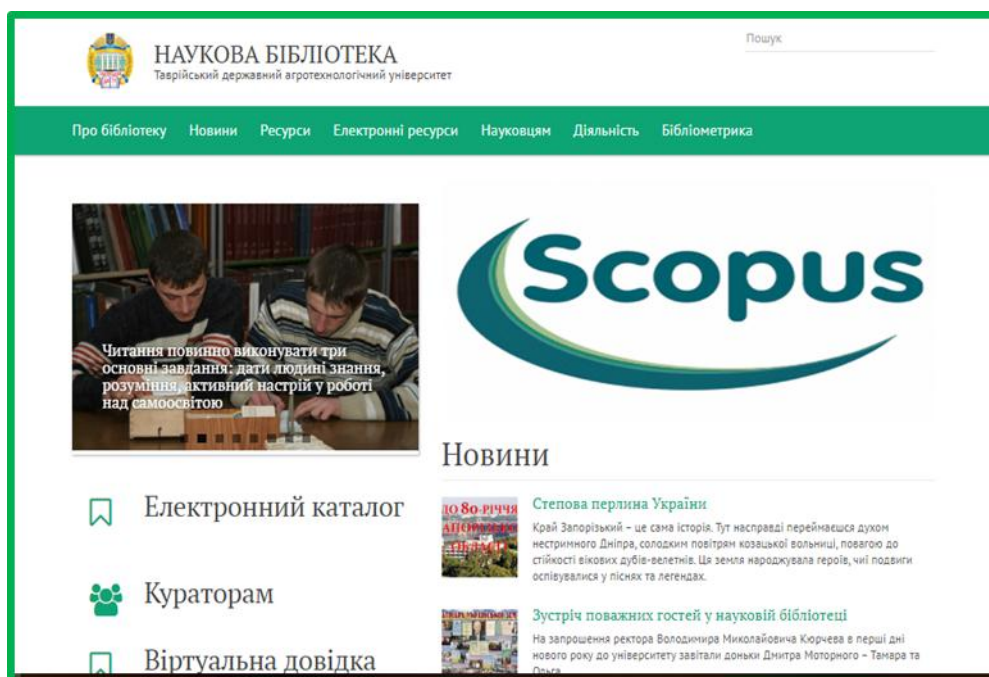 НАУКОВА БІБЛІОТЕКА
Таврійський державний агротехнологічний університет
Пошук
Про бібліотеку Новини Ресурси Електронні ресурси Науковцям Діяльність Бібліометрика
Читання повинно виконувати три
основні завдання: дати людині знання,
розуміння, активний настрій у роботі
над самоосвітою
Scopus
Електронний каталог
Кураторам
Віртуальна довідка
Новини
ДО 80-РІЧЧЯ
Степова перлина України
Край Запорізький – це сама історія. Тут насправді переймаєшся духом
нестримного Дніпра, солодким повітрям козацької вольниці, повагою до
стійкості вікових дубів-велетнів. Ця земля народжувала героїв, чиї подвиги
оспівувалися у піснях та легендах.
Зустріч поважних гостей у науковій бібліотеці
На запрошення ректора Володимира Миколайовича Кюрчева в перші дні
нового року до університету завітали доньки Дмитра Моторного – Тамара та
Ольга